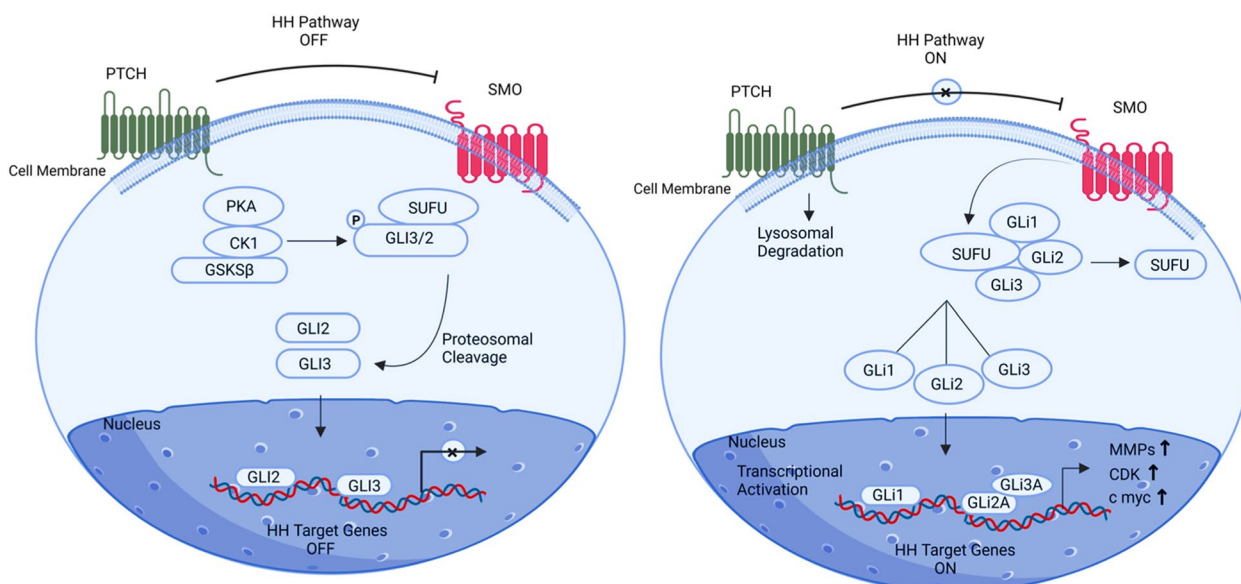 HH Pathway
OFF
PTCH
SMO
Cell Membrane
PKA
CK1
GSKSβ
P
SUFU
GLI3/2
GLI2
GLI3
Proteosomal
Cleavage
Nucleus
GLI2
GLI3
x
HH Target Genes
OFF
HH Pathway
ON
x
PTCH
SMO
Cell Membrane
Lysosomal
Degradation
SUFU
GLi1
GLi2
GLi3
SUFU
GLi1
GLi2
GLi3
Nucleus
Transcriptional
Activation
GLi1
GLi2A
GLi3A
MMPs ↑
CDK ↑
c myc ↑
HH Target Genes
ON